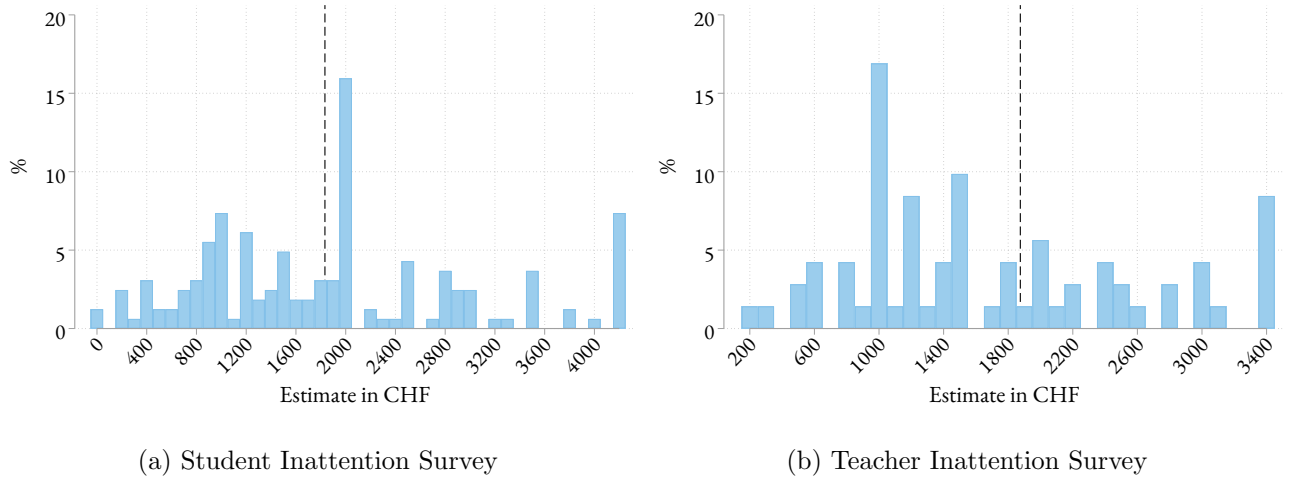 20
15
10
5
0
%
0 400 800 1200 1600 2000 2400 2800 3200 3600 4000
Estimate in CHF
(a) Student Inattention Survey
20
15
10
5
0
%
200 600 1000 1400 1800 2200 2600 3000 3400
Estimate in CHF
(b) Teacher Inattention Survey